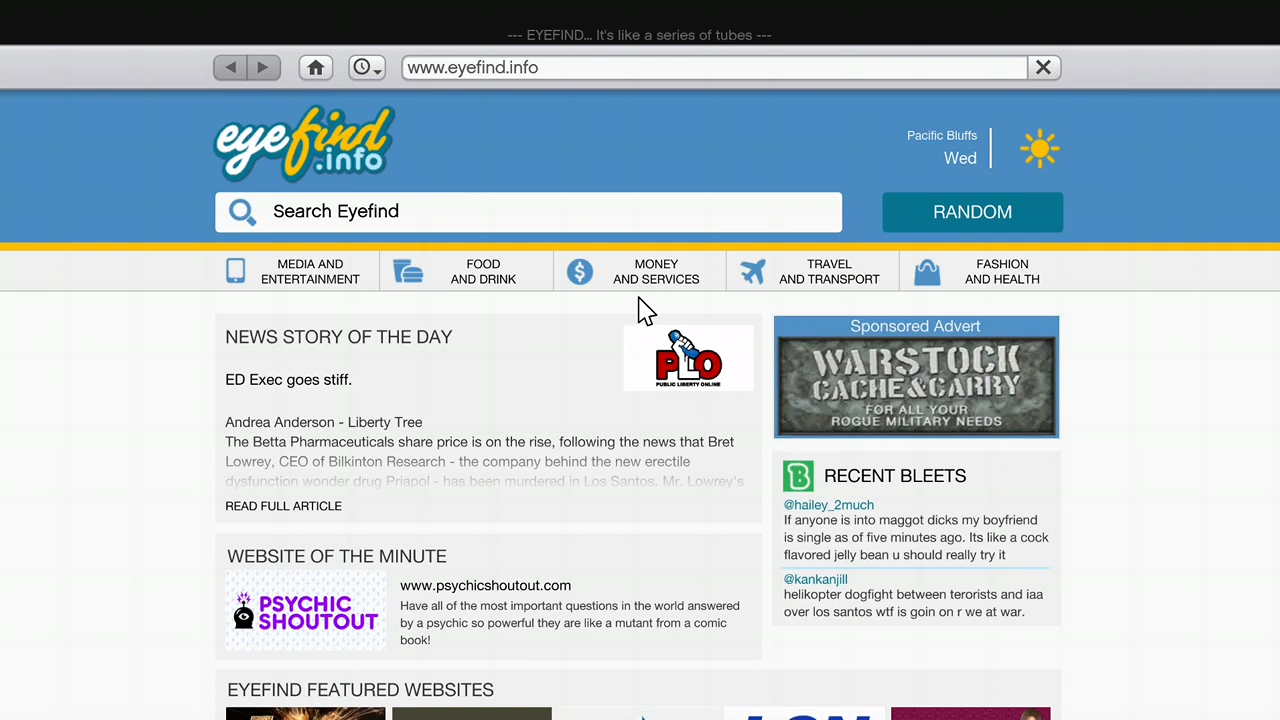 --- EYEFIND... It's like a series of tubes ---
www.eyefind.info
eyefind
.info
Pacific Bluffs
Wed
Search Eyefind
RANDOM
MEDIA AND
ENTERTAINMENT
FOOD
AND DRINK
MONEY
AND SERVICES
TRAVEL
AND TRANSPORT
FASHION
AND HEALTH
NEWS STORY OF THE DAY
PLO
PUBLIC LIBERTY ONLINE
ED Exec goes stiff.
Andrea Anderson - Liberty Tree
The Betta Pharmaceuticals share price is on the rise, following the news that Bret
Lowrey, CEO of Bilkinton Research - the company behind the new erectile
dysfunction wonder drug Priapol - has been murdered in Los Santos. Mr. Lowrey's
READ FULL ARTICLE
Sponsored Advert
WARSTOCK
CACHE & CARRY
FOR ALL YOUR
ROGUE MILITARY NEEDS
RECENT BLEETS
@hailey_2much
If anyone is into maggot dicks my boyfriend
is single as of five minutes ago. Its like a cock
flavored jelly bean u should really try it
@kankanjill
helikopter dogfight between terorists and iaa
over los santos wtf is goin on r we at war.
WEBSITE OF THE MINUTE
PSYCHIC
SHOUTOUT
www.psychicshoutout.com
Have all of the most important questions in the world answered
by a psychic so powerful they are like a mutant from a comic
book!
EYEFIND FEATURED WEBSITES